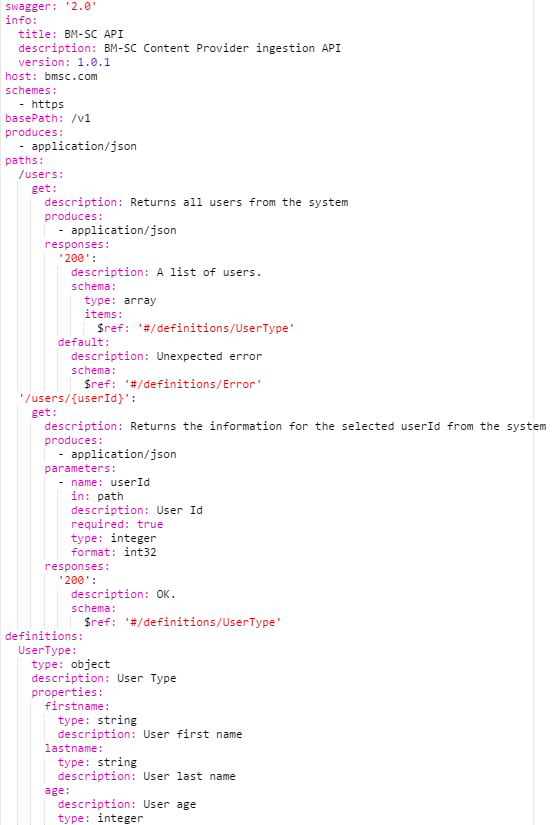 swagger: '2.0'
info:
  title: BM-SC API
  description: BM-SC Content Provider ingestion API
  version: 1.0.1
host: bmsc.com
schemes:
  - https
basePath: /v1
produces:
  - application/json
paths:
  /users:
    get:
      description: Returns all users from the system
      produces:
        - application/json
      responses:
        '200':
          description: A list of users.
          schema:
            type: array
            items:
              $ref: '#/definitions/UserType'
        default:
          description: Unexpected error
          schema:
            $ref: '#/definitions/Error'
  '/users/{userId}':
    get:
      description: Returns the information for the selected userId from the system
      produces:
        - application/json
      parameters:
        - name: userId
          in: path
          description: User Id
          required: true
          type: integer
          format: int32
      responses:
        '200':
          description: OK.
          schema:
            $ref: '#/definitions/UserType'
definitions:
  UserType:
    type: object
    description: User Type
    properties:
      firstname:
        type: string
        description: User first name
      lastname:
        type: string
        description: User last name
      age:
        description: User age
        type: integer